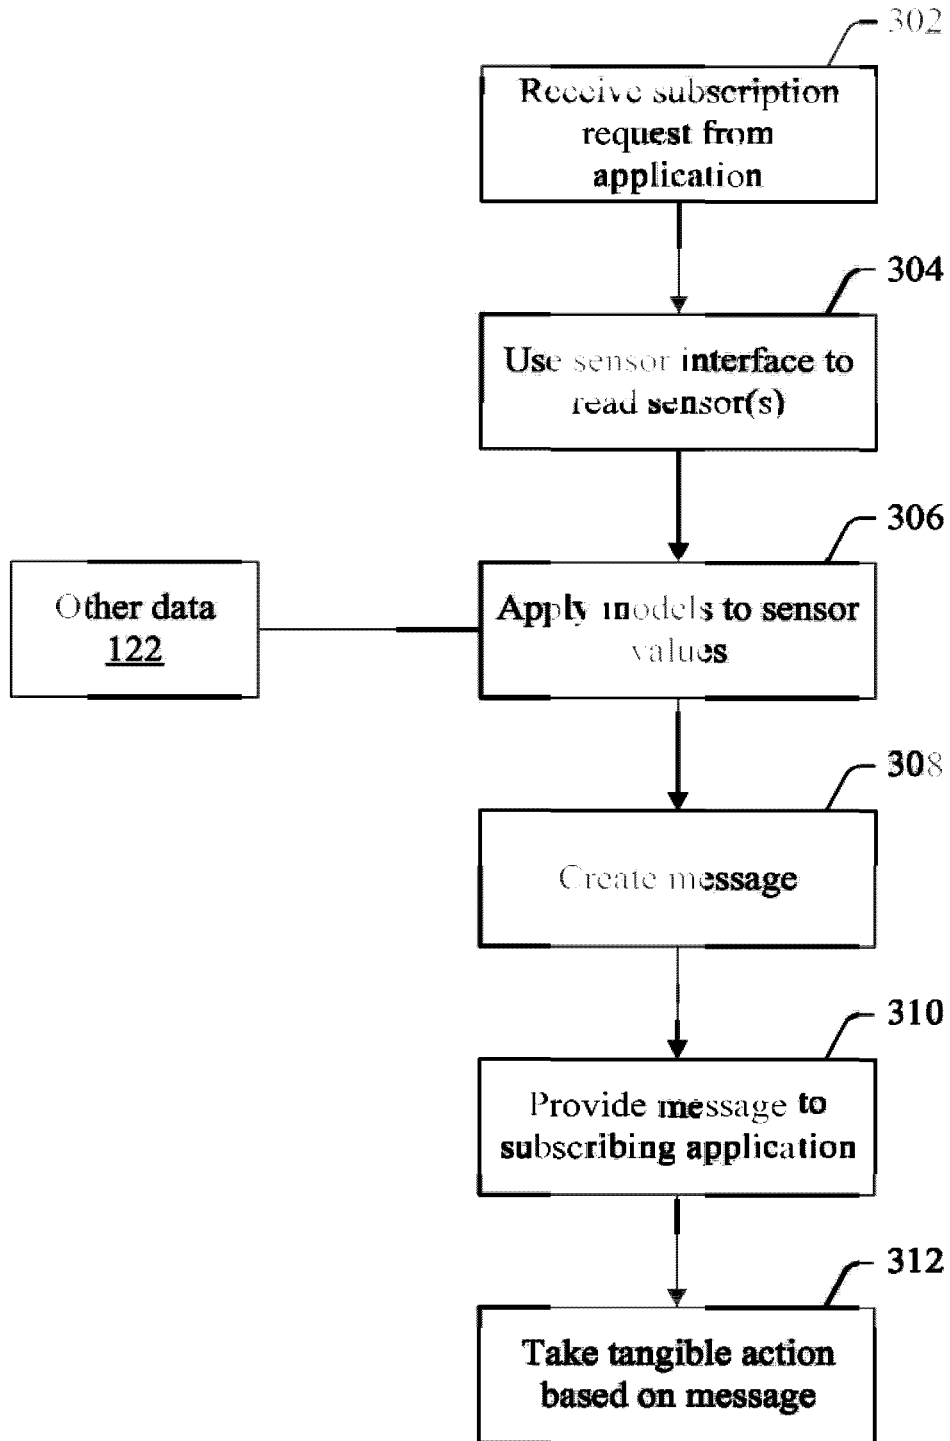 302
Receive subscription
request from
application
304
Use sensor interface to
read sensor(s)
306
Other data
122
Apply models to sensor
values
308
Create message
310
Provide message to
subscribing application
312
Take tangible action
based on message